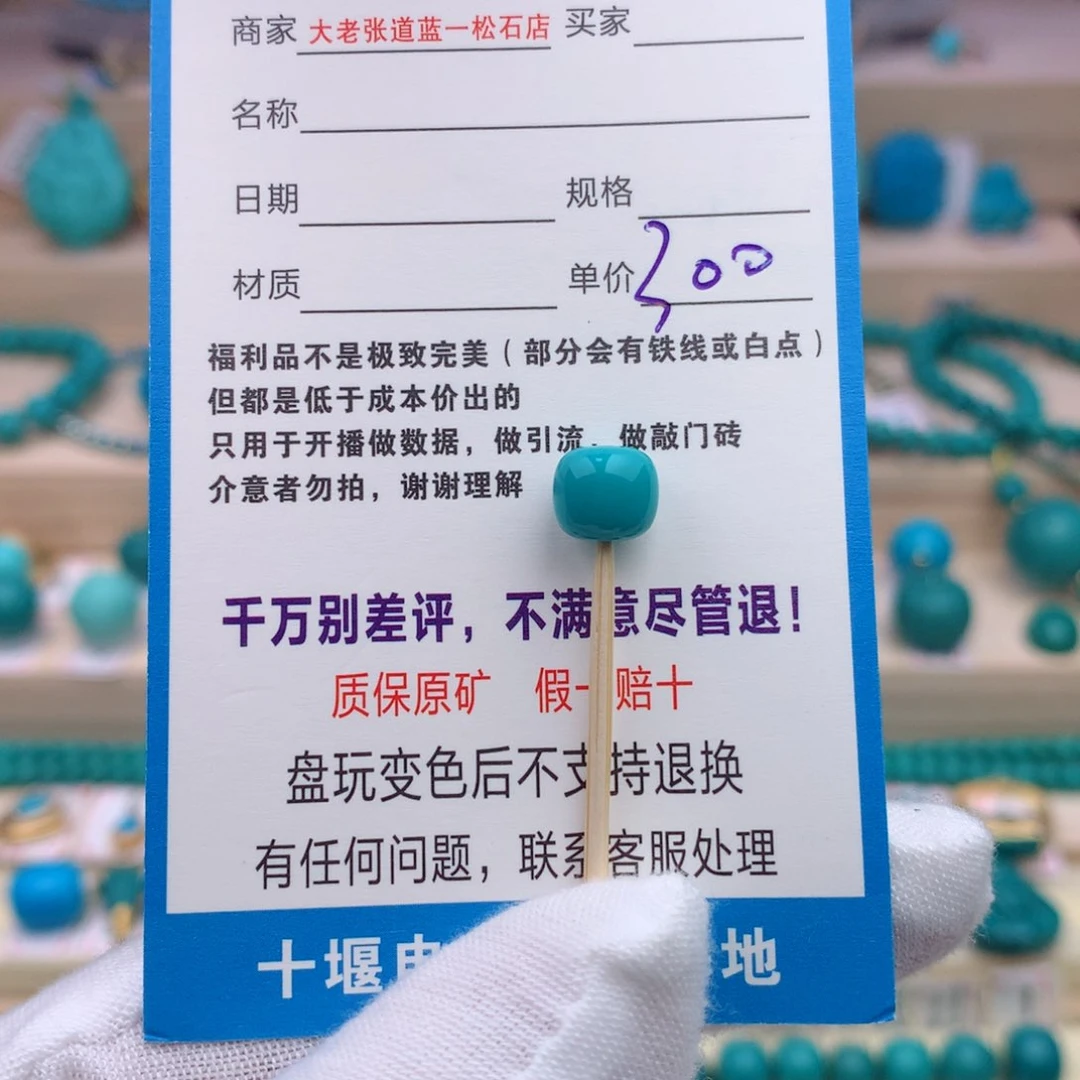 商家 大老张道蓝一松石店 买家
名称
日期 规格
材质 单价 300
福利品不是极致完美（部分会有铁线或白点）
但都是低于成本价出的
只用于开播做数据，做引流，做敲门砖
介意者勿拍，谢谢理解
千万别差评，不满意尽管退！
质保原矿 假一赔十
盘玩变色后不支持退换
有任何问题，联系客服处理
十堰 地